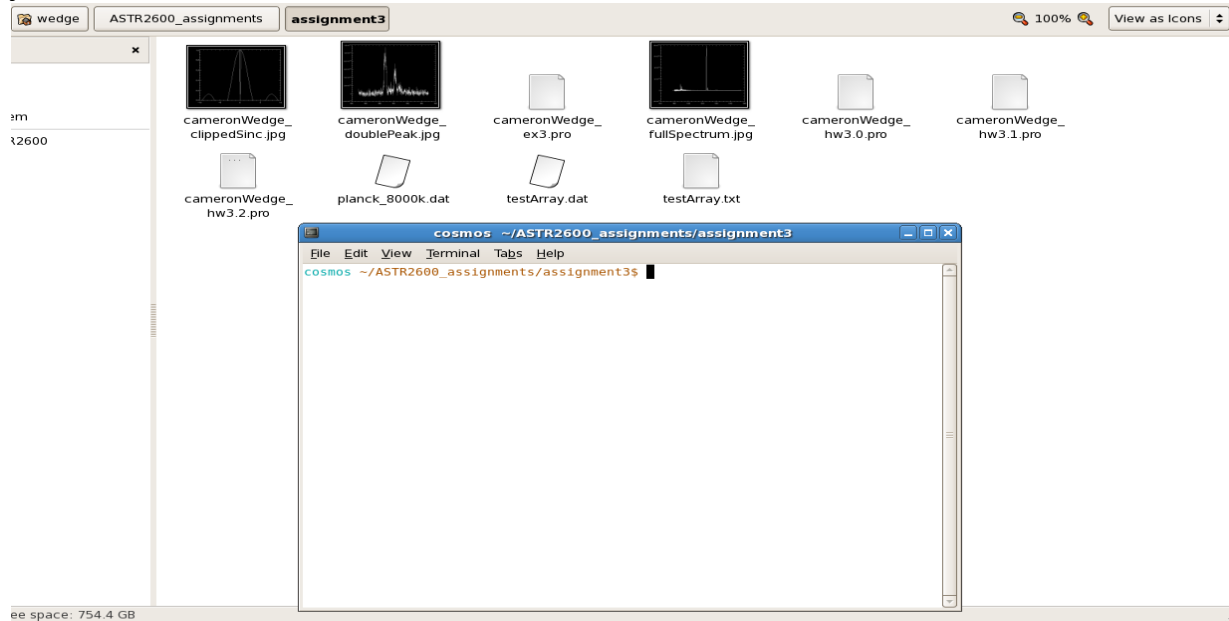 wedge ASTR2600_assignments assignment3 100% View as Icons
em
R2600
cameronWedge_ cameronWedge_ cameronWedge_ cameronWedge_ cameronWedge_ cameronWedge_
clippedSinc.jpg doublePeak.jpg ex3.pro fullSpectrum.jpg hw3.0.pro hw3.1.pro
cameronWedge_ planck_8000k.dat testArray.dat testArray.txt
hw3.2.pro
cosmos ~/ASTR2600_assignments/assignment3
File Edit View Terminal Tabs Help
cosmos ~/ASTR2600_assignments/assignment3$
ee space: 754.4 GB